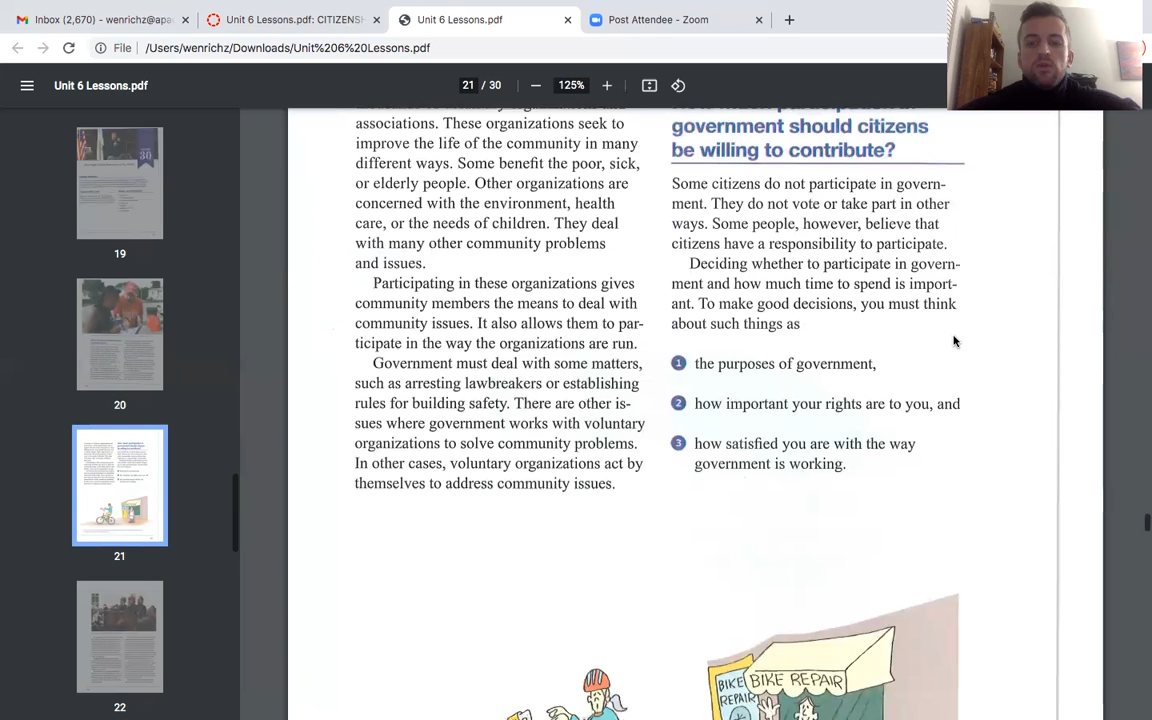 Inbox (2,670) - wenrichz@apa
Unit 6 Lessons.pdf: CITIZENSH
Unit 6 Lessons.pdf
Post Attendee - Zoom
File
/Users/wenrichz/Downloads/Unit%206%20Lessons.pdf
Unit 6 Lessons.pdf
21 / 30
125%
19
20
21
22
associations. These organizations seek to
improve the life of the community in many
different ways. Some benefit the poor, sick,
or elderly people. Other organizations are
concerned with the environment, health
care, or the needs of children. They deal
with many other community problems
and issues.
Participating in these organizations gives
community members the means to deal with
community issues. It also allows them to par-
ticipate in the way the organizations are run.
Government must deal with some matters,
such as arresting lawbreakers or establishing
rules for building safety. There are other is-
sues where government works with voluntary
organizations to solve community problems.
In other cases, voluntary organizations act by
themselves to address community issues.
government should citizens
be willing to contribute?
Some citizens do not participate in govern-
ment. They do not vote or take part in other
ways. Some people, however, believe that
citizens have a responsibility to participate.
Deciding whether to participate in govern-
ment and how much time to spend is import-
ant. To make good decisions, you must think
about such things as
1 the purposes of government,
2 how important your rights are to you, and
3 how satisfied you are with the way
government is working.
BIKE
REPAIR
BIKE REPAIR